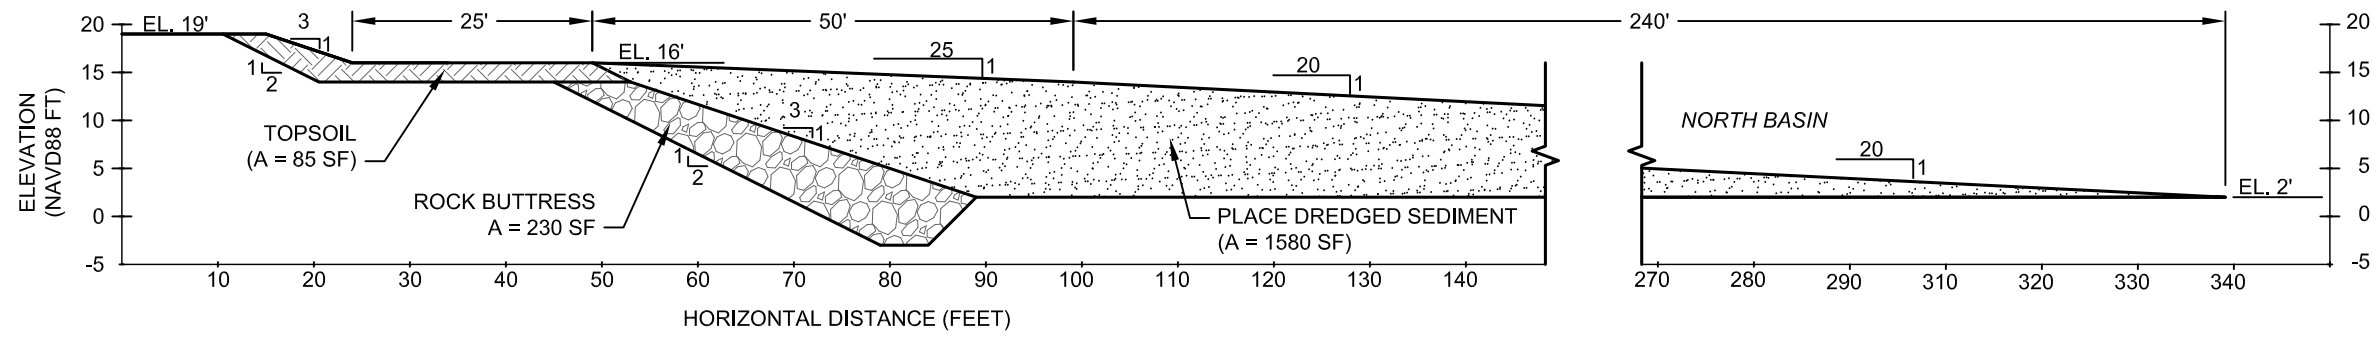 25'
50'
240'
20
15
10
5
0
-5
ELEVATION
(NAVD88 FT)
EL. 19'
3
1
1
2
EL. 16'
25
1
20
1
3
1
1
2
TOPSOIL
(A = 85 SF)
ROCK BUTTRESS
A = 230 SF
PLACE DREDGED SEDIMENT
(A = 1580 SF)
NORTH BASIN
20
1
EL. 2'
20
15
10
5
0
-5
10 20 30 40 50 60 70 80 90 100 110 120 130 140 270 280 290 310 320 330 340
HORIZONTAL DISTANCE (FEET)